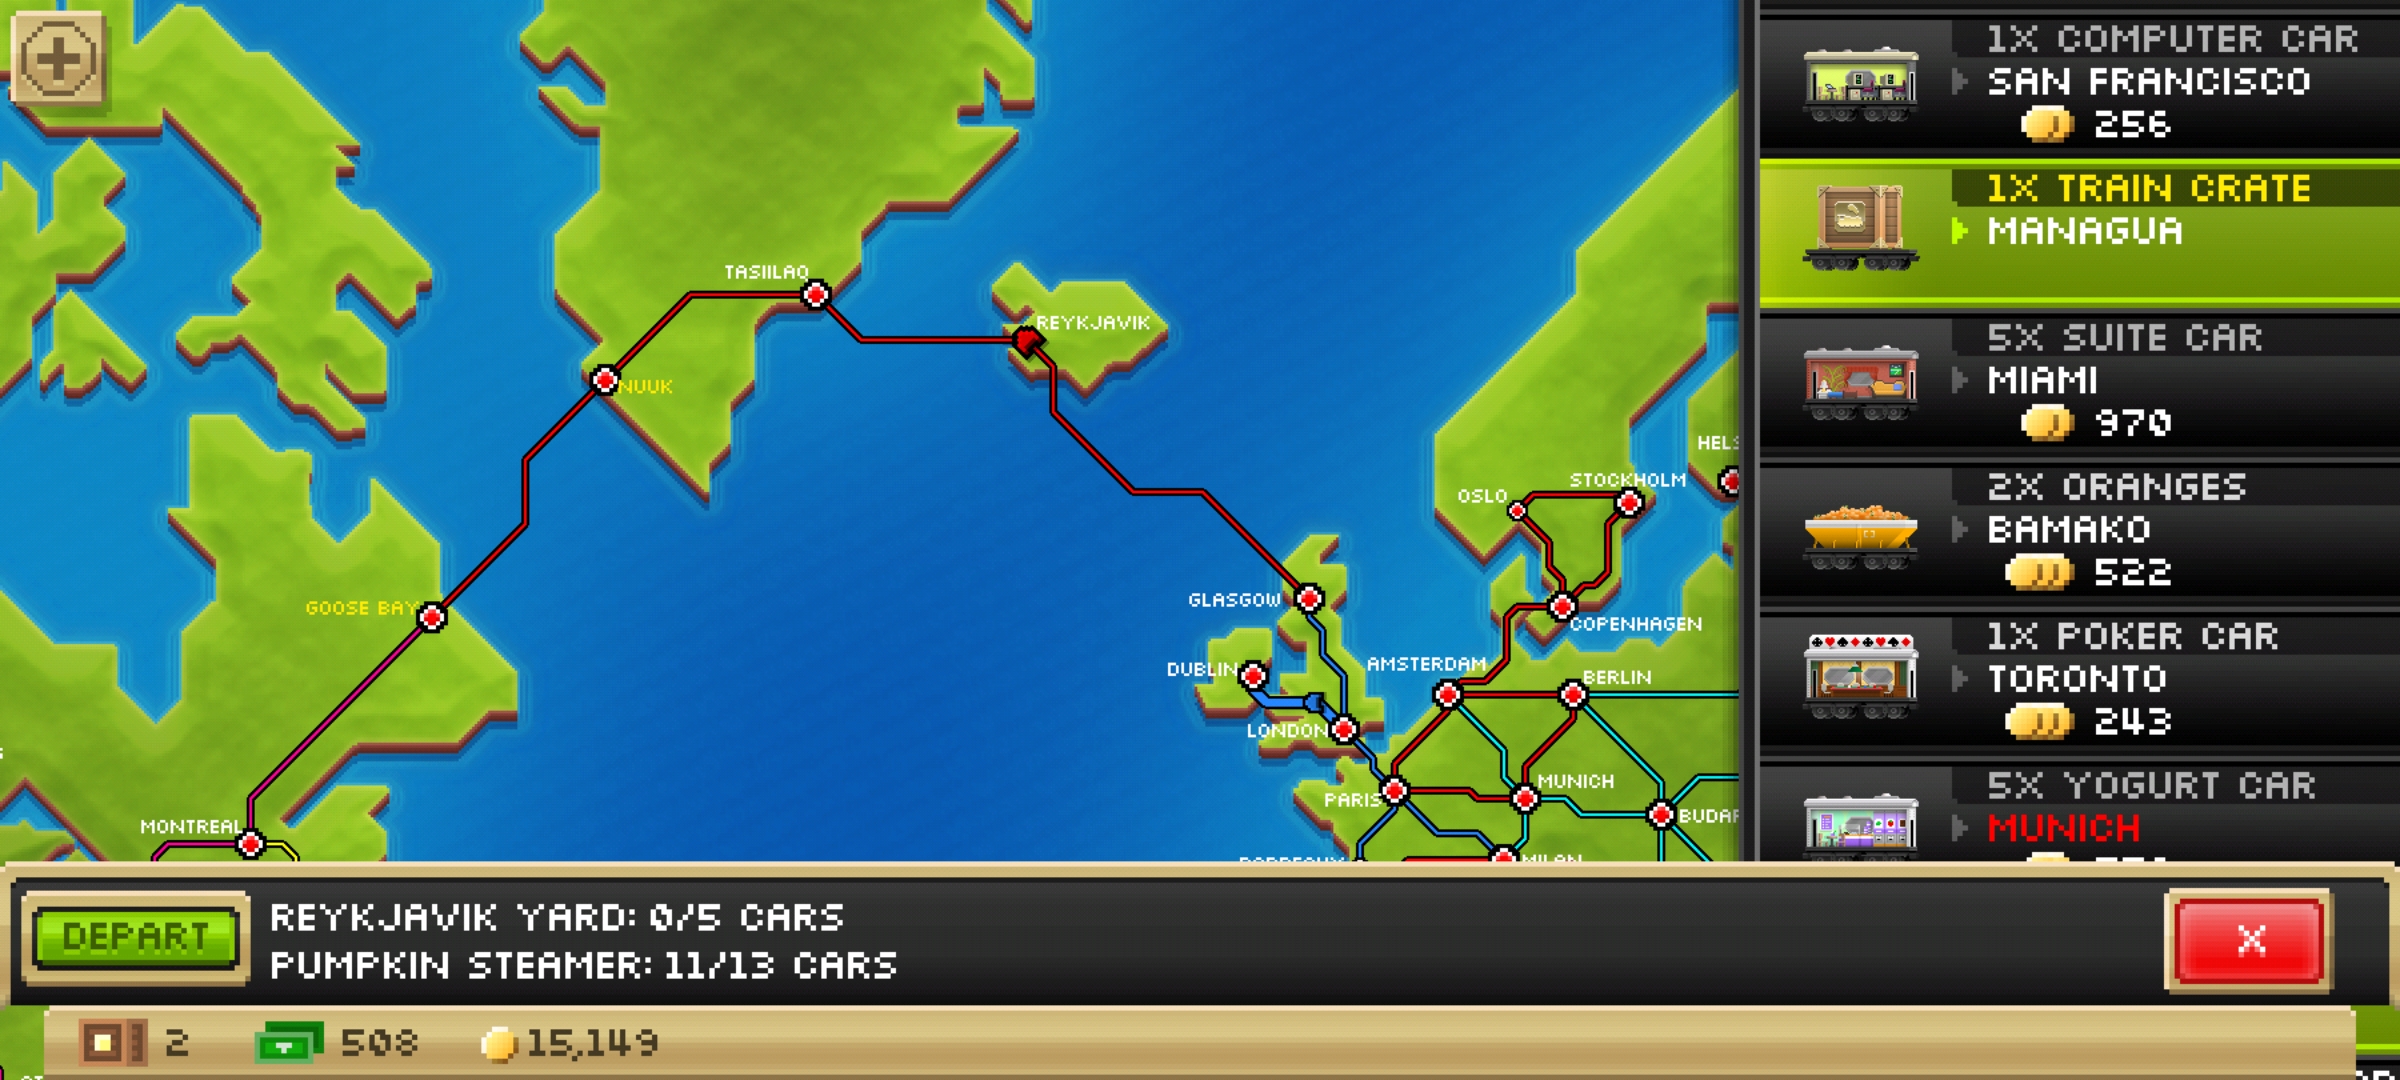 1X COMPUTER CAR
SAN FRANCISCO
256
1X TRAIN CRATE
MANAGUA
5X SUITE CAR
MIAMI
970
2X ORANGES
BAMAKO
522
1X POKER CAR
TORONTO
243
5X YOGURT CAR
MUNICH
TASIILAQ
REYKJAVIK
NUUK
HELS
STOCKHOLM
OSLO
GLASGOW
GOOSE BAY
COPENHAGEN
DUBLIN
AMSTERDAM
BERLIN
LONDON
MUNICH
PARIS
BUDAP
MONTREAL
BORDEAUX
MILAN
DEPART
REYKJAVIK YARD: 0/5 CARS
PUMPKIN STEAMER: 11/13 CARS
X
2
508
15,149